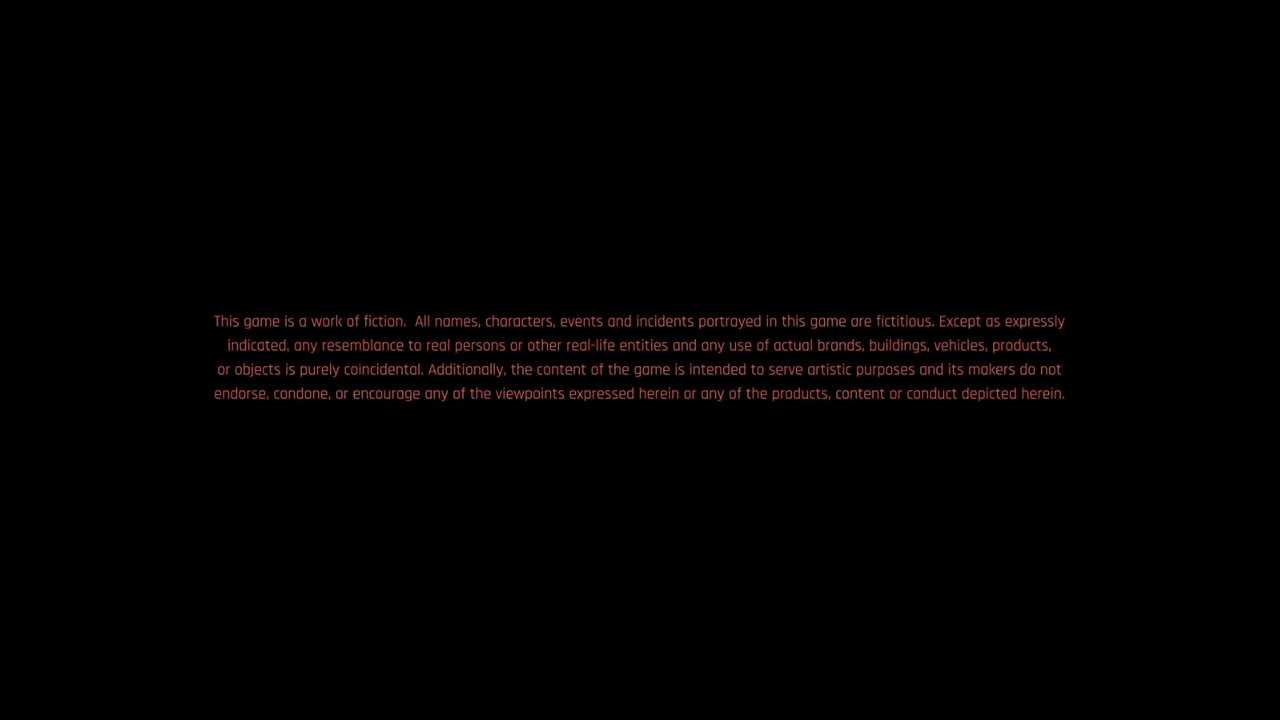 This game is a work of fiction.  All names, characters, events and incidents portrayed in this game are fictitious. Except as expressly
indicated, any resemblance to real persons or other real-life entities and any use of actual brands, buildings, vehicles, products,
or objects is purely coincidental. Additionally, the content of the game is intended to serve artistic purposes and its makers do not
endorse, condone, or encourage any of the viewpoints expressed herein or any of the products, content or conduct depicted herein.